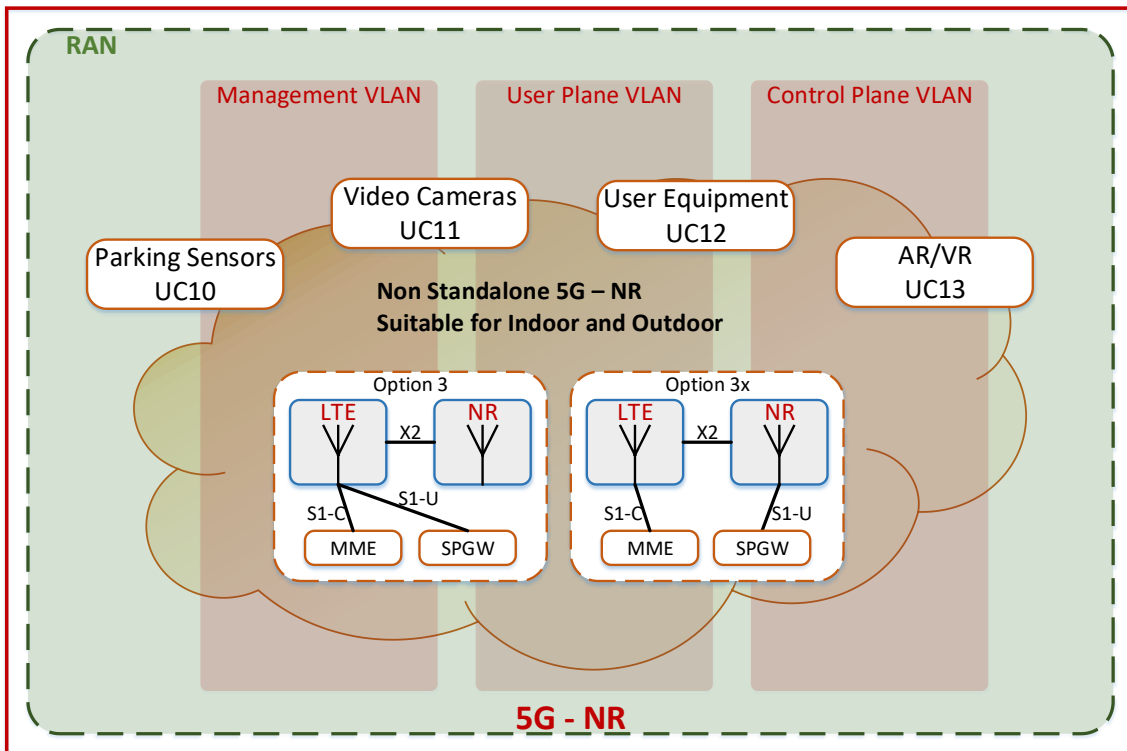 RAN
Management VLAN
User Plane VLAN
Control Plane VLAN
Video Cameras
UC11
User Equipment
UC12
Parking Sensors
UC10
AR/VR
UC13
Non Standalone 5G – NR
Suitable for Indoor and Outdoor
Option 3
LTE
NR
X2
S1-C
S1-U
MME
SPGW
Option 3x
LTE
NR
X2
S1-C
S1-U
MME
SPGW
5G - NR